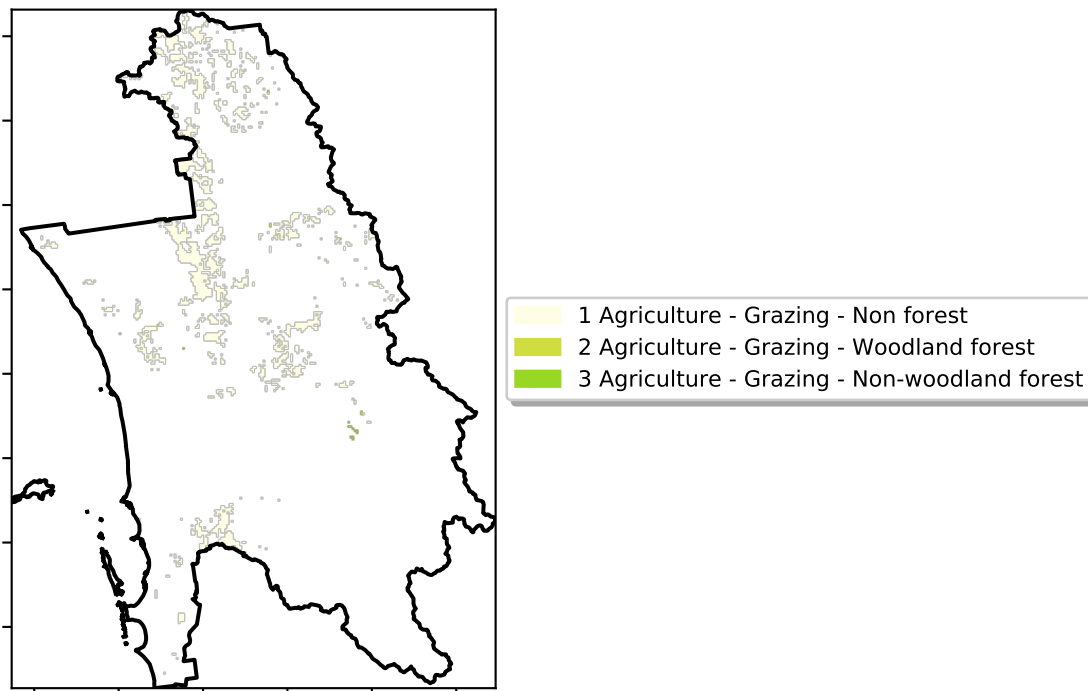 1 Agriculture - Grazing - Non forest
2 Agriculture - Grazing - Woodland forest
3 Agriculture - Grazing - Non-woodland forest